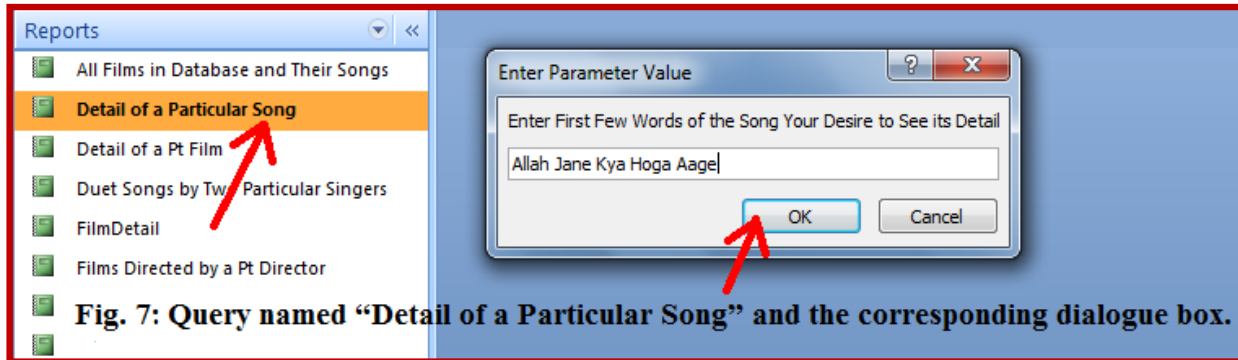 Reports
All Films in Database and Their Songs
Detail of a Particular Song
Detail of a Pt Film
Duet Songs by Two Particular Singers
FilmDetail
Films Directed by a Pt Director
Enter Parameter Value
Enter First Few Words of the Song Your Desire to See its Detail
Allah Jane Kya Hoga Aage
OK Cancel
Fig. 7: Query named “Detail of a Particular Song” and the corresponding dialogue box.